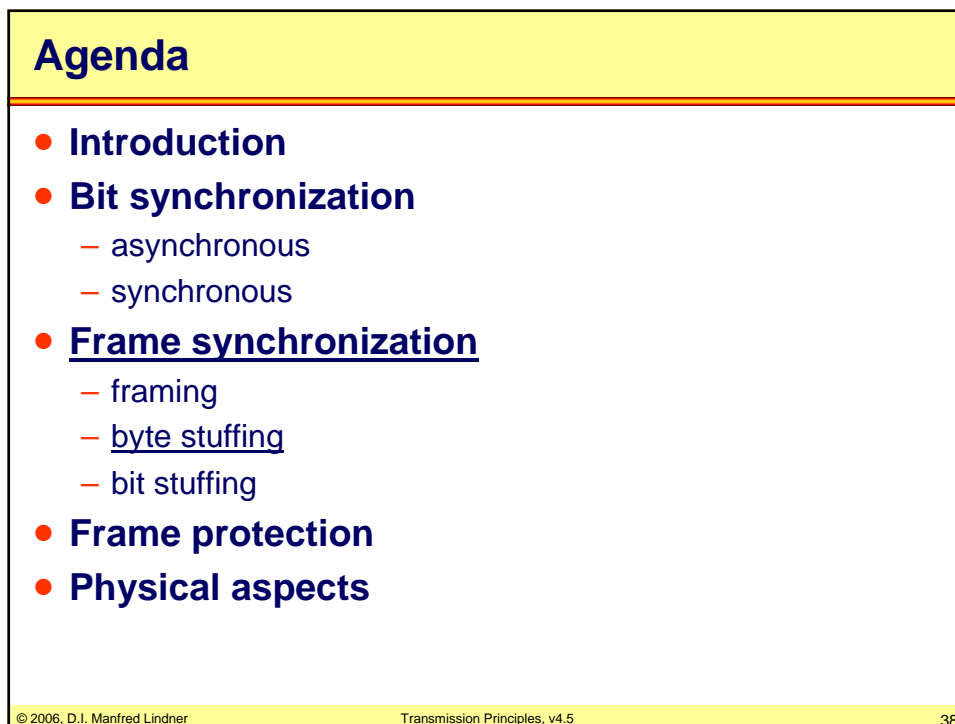 Agenda
• Introduction
• Bit synchronization
– asynchronous
– synchronous
• Frame synchronization
– framing
– byte stuffing
– bit stuffing
• Frame protection
• Physical aspects
© 2006, D.I. Manfred Lindner Transmission Principles, v4.5 38